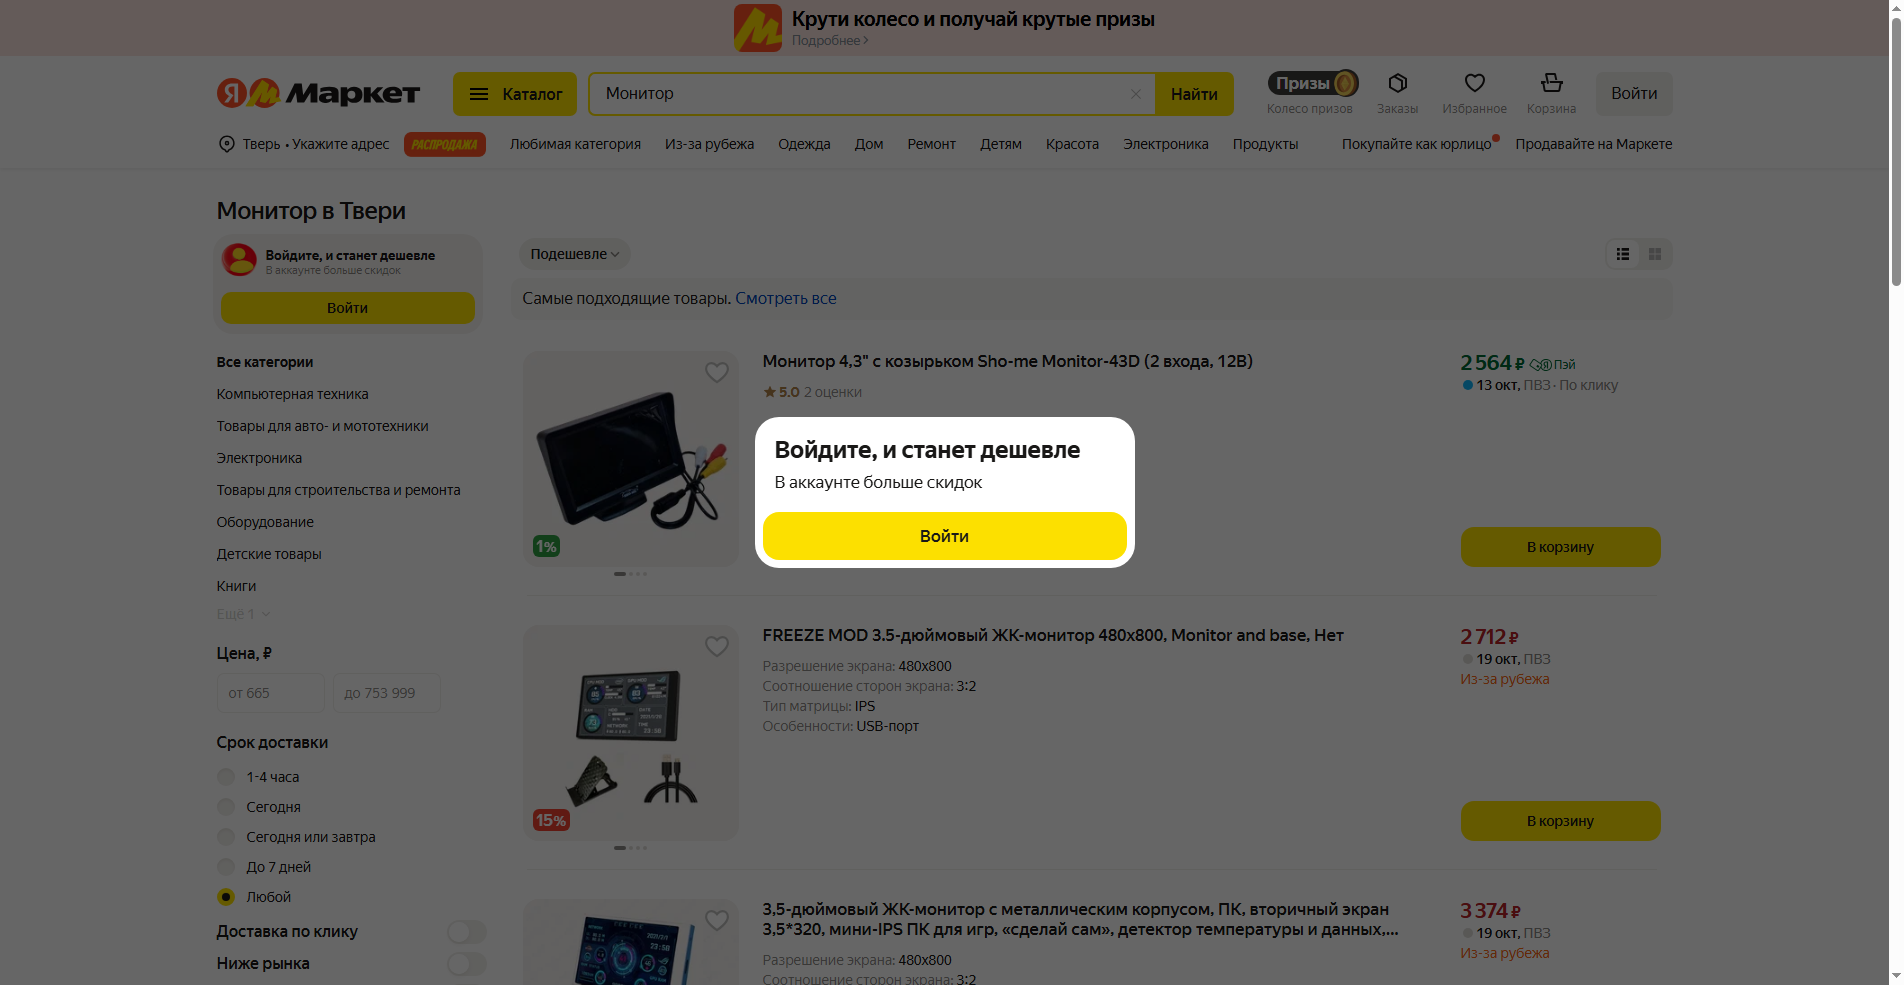 Крути колесо и получай крутые призы
Подробнее
Я Маркет
Каталог
Монитор
Найти
Призы
Колесо призов
Заказы
Избранное
Корзина
Войти
Тверь • Укажите адрес
РАСПРОДАЖА
Любимая категория
Из-за рубежа
Одежда
Дом
Ремонт
Детям
Красота
Электроника
Продукты
Покупайте как юрлицо
Продавайте на Маркете
Монитор в Твери
Войдите, и станет дешевле
В аккаунте больше скидок
Войти
Подешевле
Самые подходящие товары. Смотреть все
Все категории
Компьютерная техника
Товары для авто- и мототехники
Электроника
Товары для строительства и ремонта
Оборудование
Детские товары
Книги
Ещё 1
Цена, ₽
от 665
до 753 999
Срок доставки
1-4 часа
Сегодня
Сегодня или завтра
До 7 дней
Любой
Доставка по клику
Ниже рынка
Монитор 4,3" с козырьком Sho-me Monitor-43D (2 входа, 12В)
5.0 2 оценки
1%
2 564 ₽ Пэй
13 окт, ПВЗ · По клику
В корзину
Войдите, и станет дешевле
В аккаунте больше скидок
Войти
FREEZE MOD 3.5-дюймовый ЖК-монитор 480x800, Monitor and base, Нет
Разрешение экрана: 480x800
Соотношение сторон экрана: 3:2
Тип матрицы: IPS
Особенности: USB-порт
15%
2 712 ₽
19 окт, ПВЗ
Из-за рубежа
В корзину
3,5-дюймовый ЖК-монитор с металлическим корпусом, ПК, вторичный экран
3,5*320, мини-IPS ПК для игр, «сделай сам», детектор температуры и данных,...
Разрешение экрана: 480x800
Соотношение сторон экрана: 3:2
3 374 ₽
19 окт, ПВЗ
Из-за рубежа